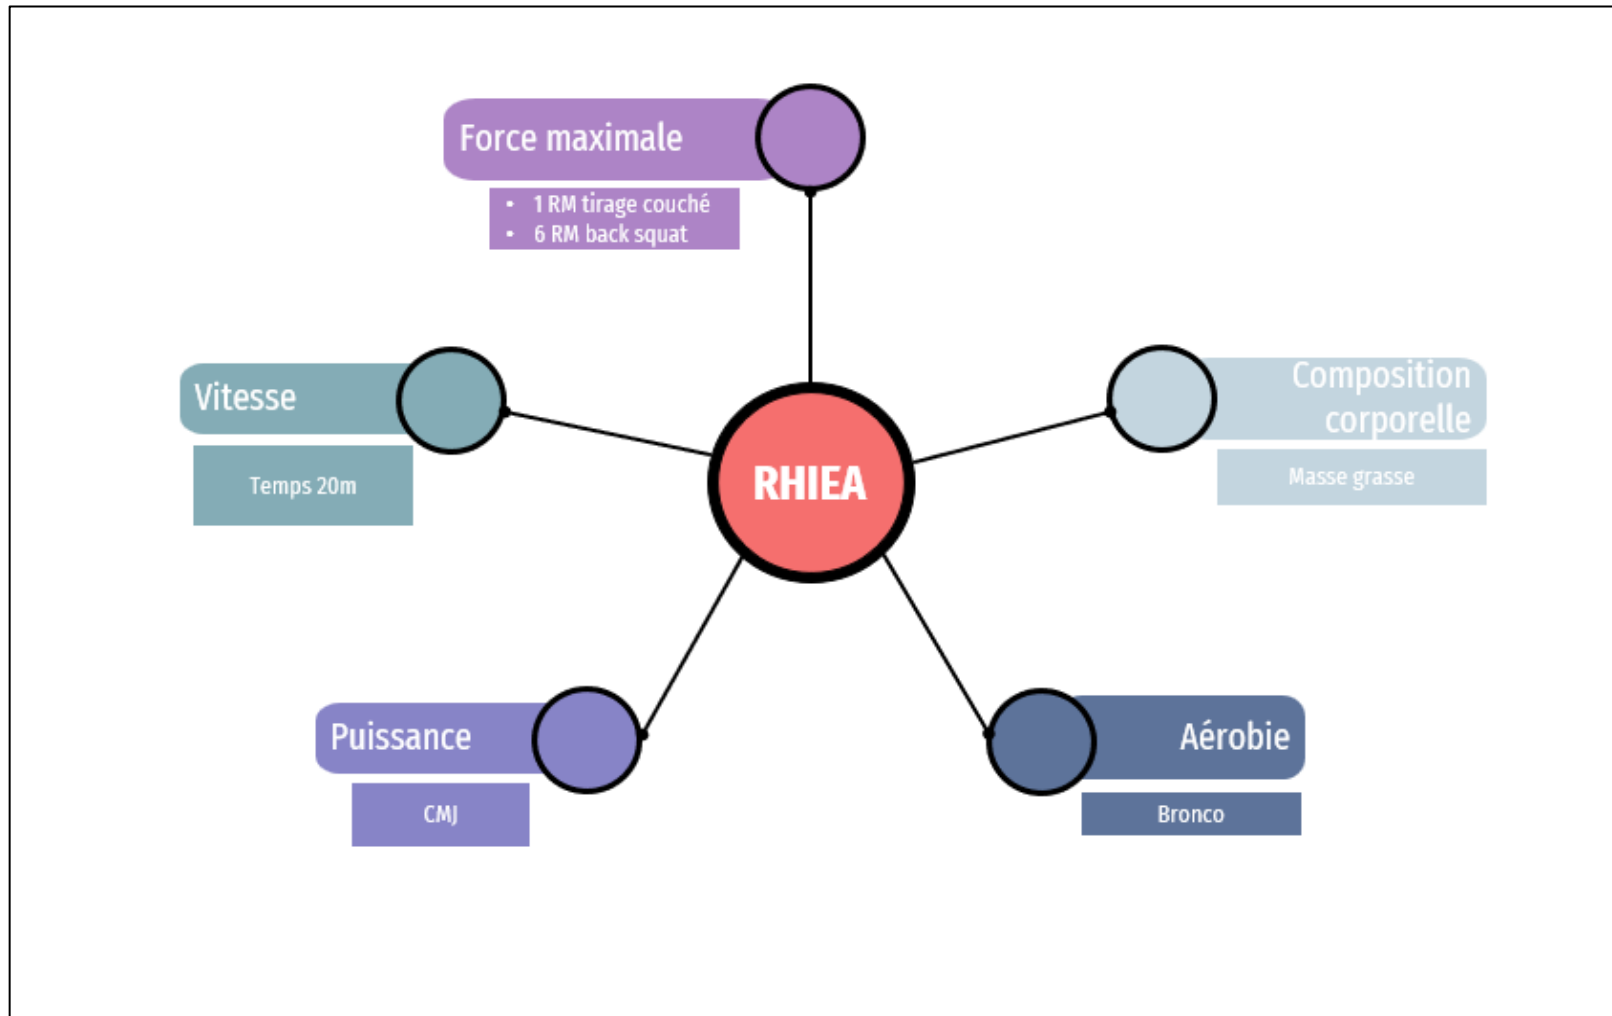 Force maximale
• 1 RM tirage couché
• 6 RM back squat
Vitesse
Temps 20m
Composition
corporelle
Masse grasse
RHIEA
Puissance
CMJ
Aérobie
Bronco